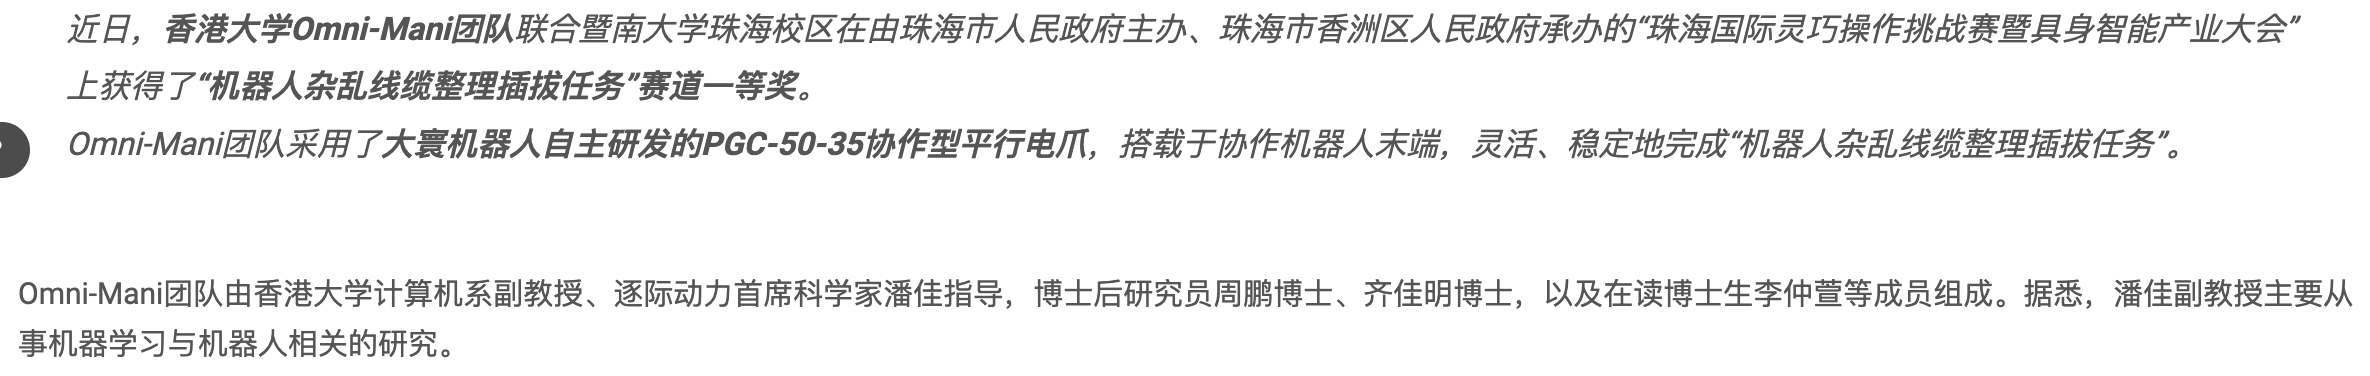 近日，香港大学Omni-Mani团队联合暨南大学珠海校区在由珠海市人民政府主办、珠海市香洲区人民政府承办的“珠海国际灵巧操作挑战赛暨具身智能产业大会”
上获得了“机器人杂乱线缆整理插拔任务”赛道一等奖。
Omni-Mani团队采用了大寰机器人自主研发的PGC-50-35协作型平行电爪，搭载于协作机器人末端，灵活、稳定地完成“机器人杂乱线缆整理插拔任务”。
Omni-Mani团队由香港大学计算机系副教授、逐际动力首席科学家潘佳指导，博士后研究员周鹏博士、齐佳明博士，以及在读博士生李仲萱等成员组成。据悉，潘佳副教授主要从
事机器学习与机器人相关的研究。